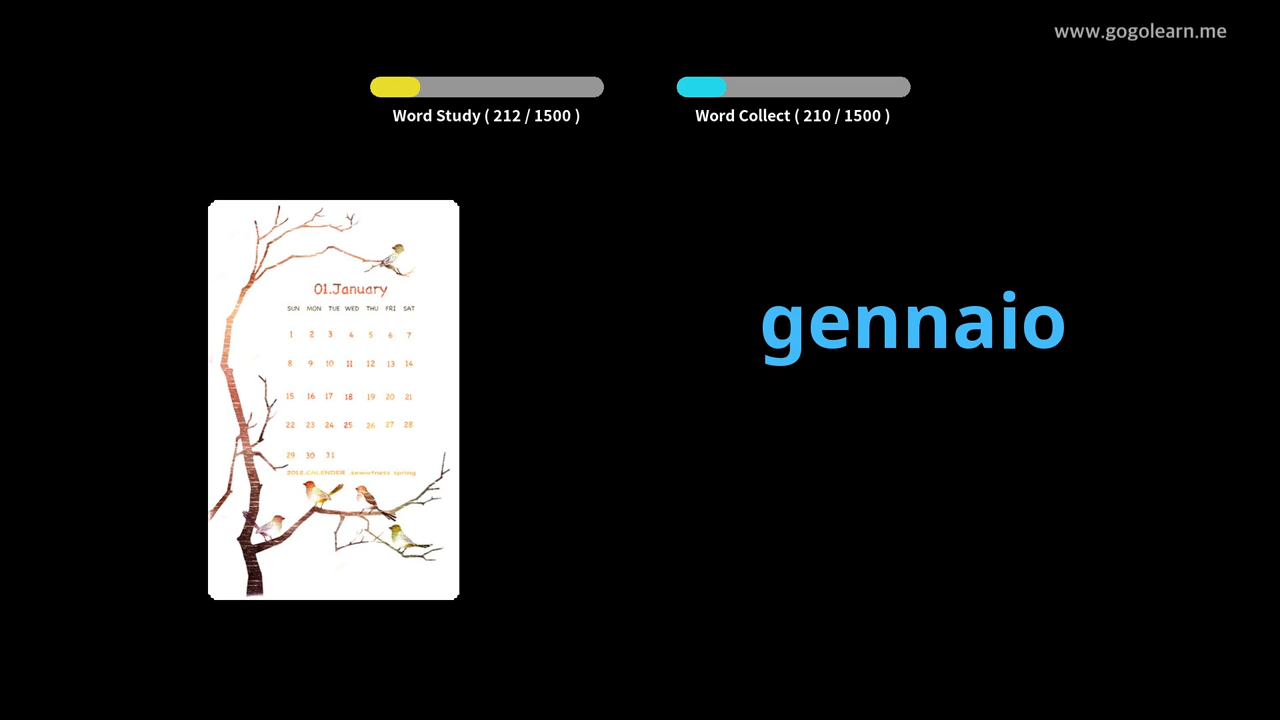 www.gogolearn.me
Word Study ( 212 / 1500 )
Word Collect ( 210 / 1500 )
01.January
SUN MON TUE WED THU FRI SAT
1 2 3 4 5 6 7
8 9 10 11 12 13 14
15 16 17 18 19 20 21
22 23 24 25 26 27 28
29 30 31
CALENDER spring
gennaio